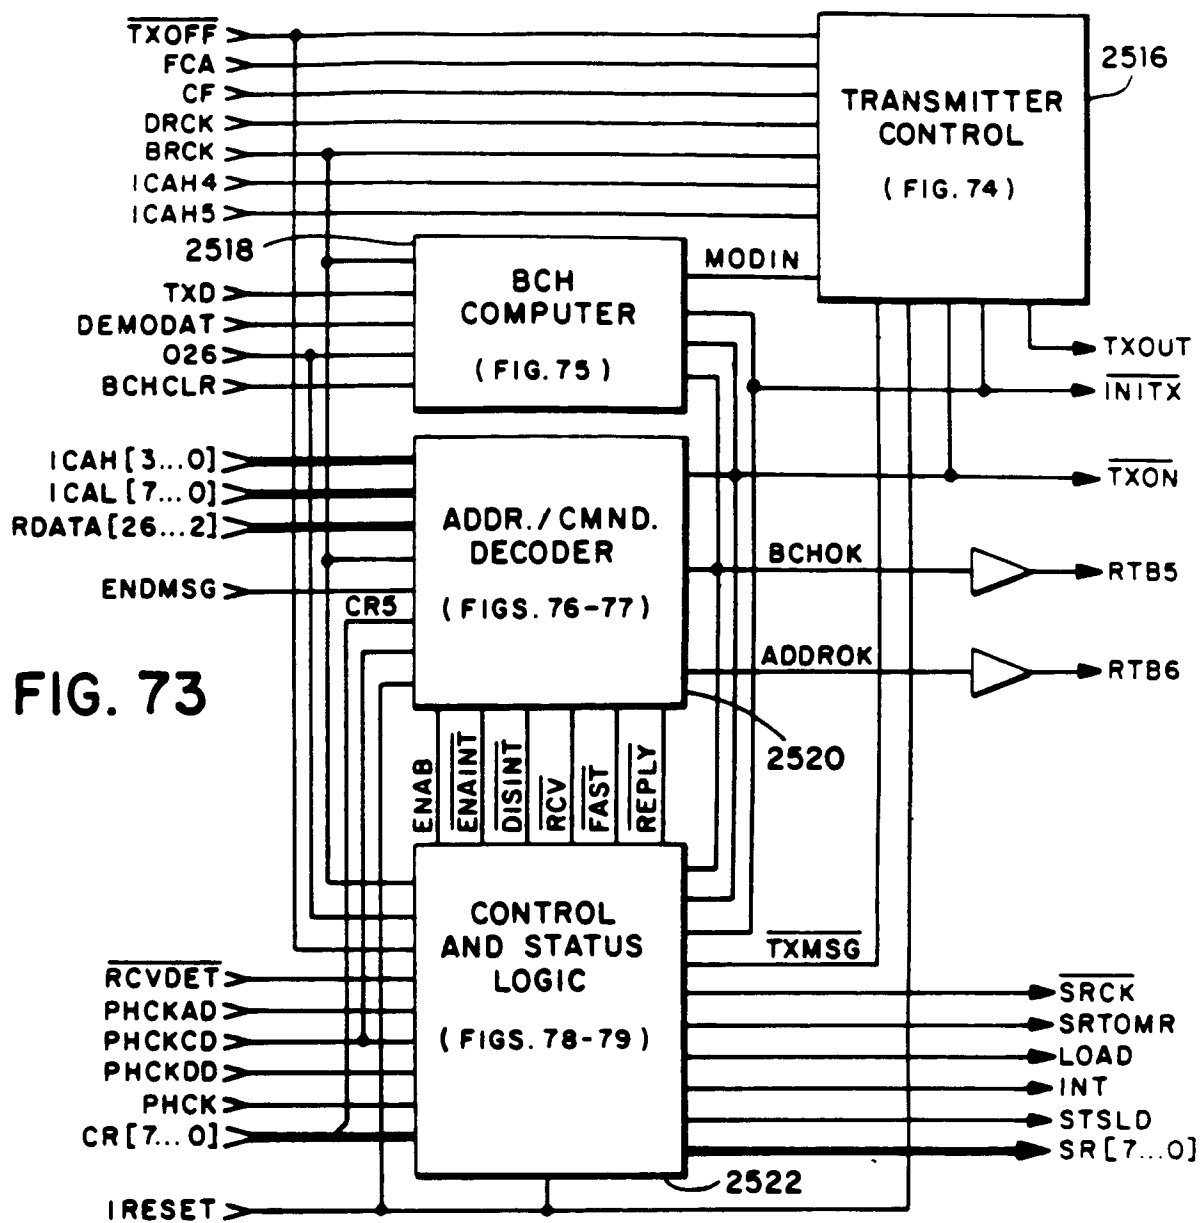 TXOFF
FCA
CF
DRCK
BRCK
ICAH4
ICAH5
TRANSMITTER
CONTROL
(FIG. 74)
2516
2518
TXD
DEMODAT
O26
BCHCLR
BCH
COMPUTER
(FIG. 75)
MODIN
TXOUT
INITX
TXON
ICAH[3...0]
ICAL[7...0]
RDATA[26...2]
ENDMSG
CR5
ADDR./CMND.
DECODER
(FIGS. 76-77)
BCHOK
RTB5
ADDROK
RTB6
FIG. 73
2520
ENAB
ENAINT
DISINT
RCV
FAST
REPLY
CONTROL
AND STATUS
LOGIC
(FIGS. 78-79)
TXMSG
RCVDET
PHCKAD
PHCKCD
PHCKDD
PHCK
CR[7...0]
IRESET
SRCK
SRTOMR
LOAD
INT
STSLD
SR[7...0]
2522